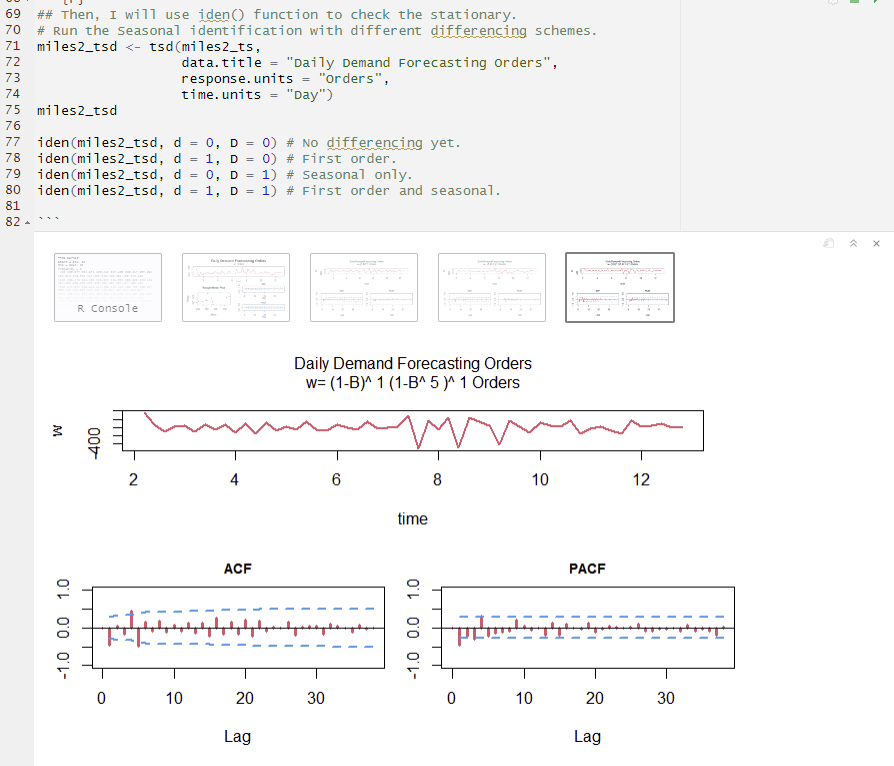 69 ## Then, I will use iden() function to check the stationary.
70 # Run the Seasonal identification with different differencing schemes.
71 miles2_tsd <- tsd(miles2_ts,
72 data.title = "Daily Demand Forecasting Orders",
73 response.units = "Orders",
74 time.units = "Day")
75 miles2_tsd
76
77 iden(miles2_tsd, d = 0, D = 0) # No differencing yet.
78 iden(miles2_tsd, d = 1, D = 0) # First order.
79 iden(miles2_tsd, d = 0, D = 1) # Seasonal only.
80 iden(miles2_tsd, d = 1, D = 1) # First order and seasonal.
81
82 ```
R Console
Daily Demand Forecasting Orders
w= (1-B)^ 1 (1-B^ 5 )^ 1 Orders
w
-400
2 4 6 8 10 12
time
ACF PACF
1.0 1.0
0.0 0.0
-1.0 -1.0
0 10 20 30 0 10 20 30
Lag Lag